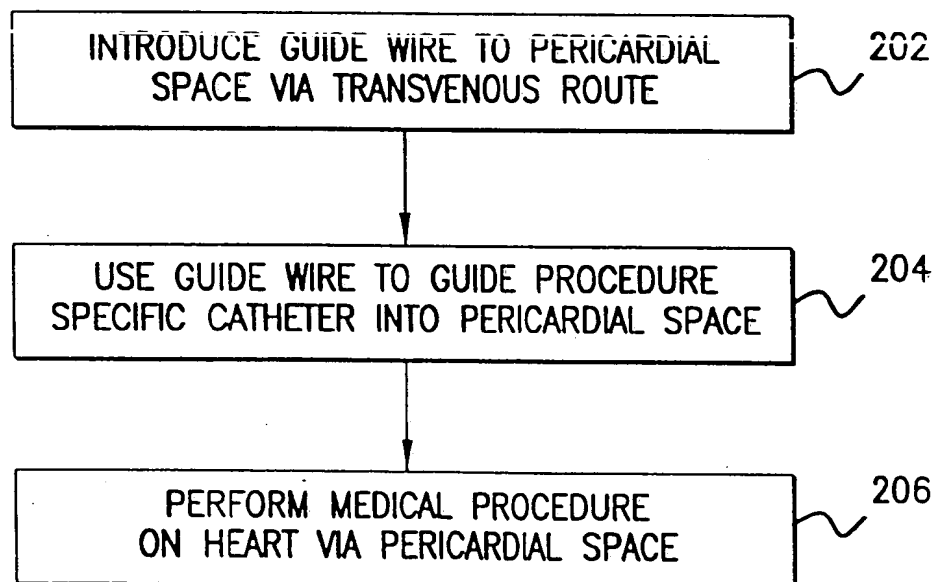 INTRODUCE GUIDE WIRE TO PERICARDIAL
SPACE VIA TRANSVENOUS ROUTE
202
USE GUIDE WIRE TO GUIDE PROCEDURE
SPECIFIC CATHETER INTO PERICARDIAL SPACE
204
PERFORM MEDICAL PROCEDURE
ON HEART VIA PERICARDIAL SPACE
206